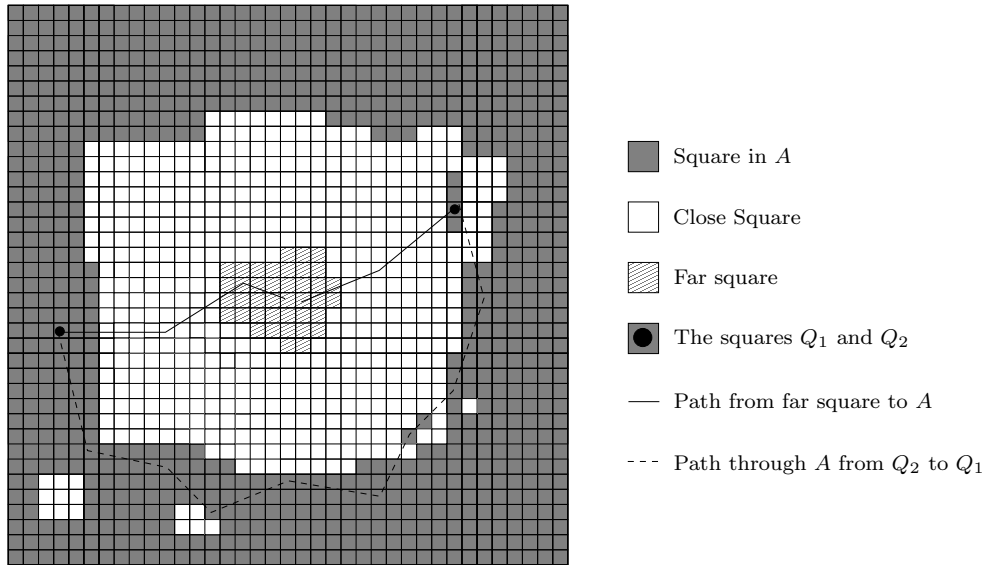 Square in A
Close Square
Far square
The squares Q₁ and Q₂
Path from far square to A
Path through A from Q₂ to Q₁